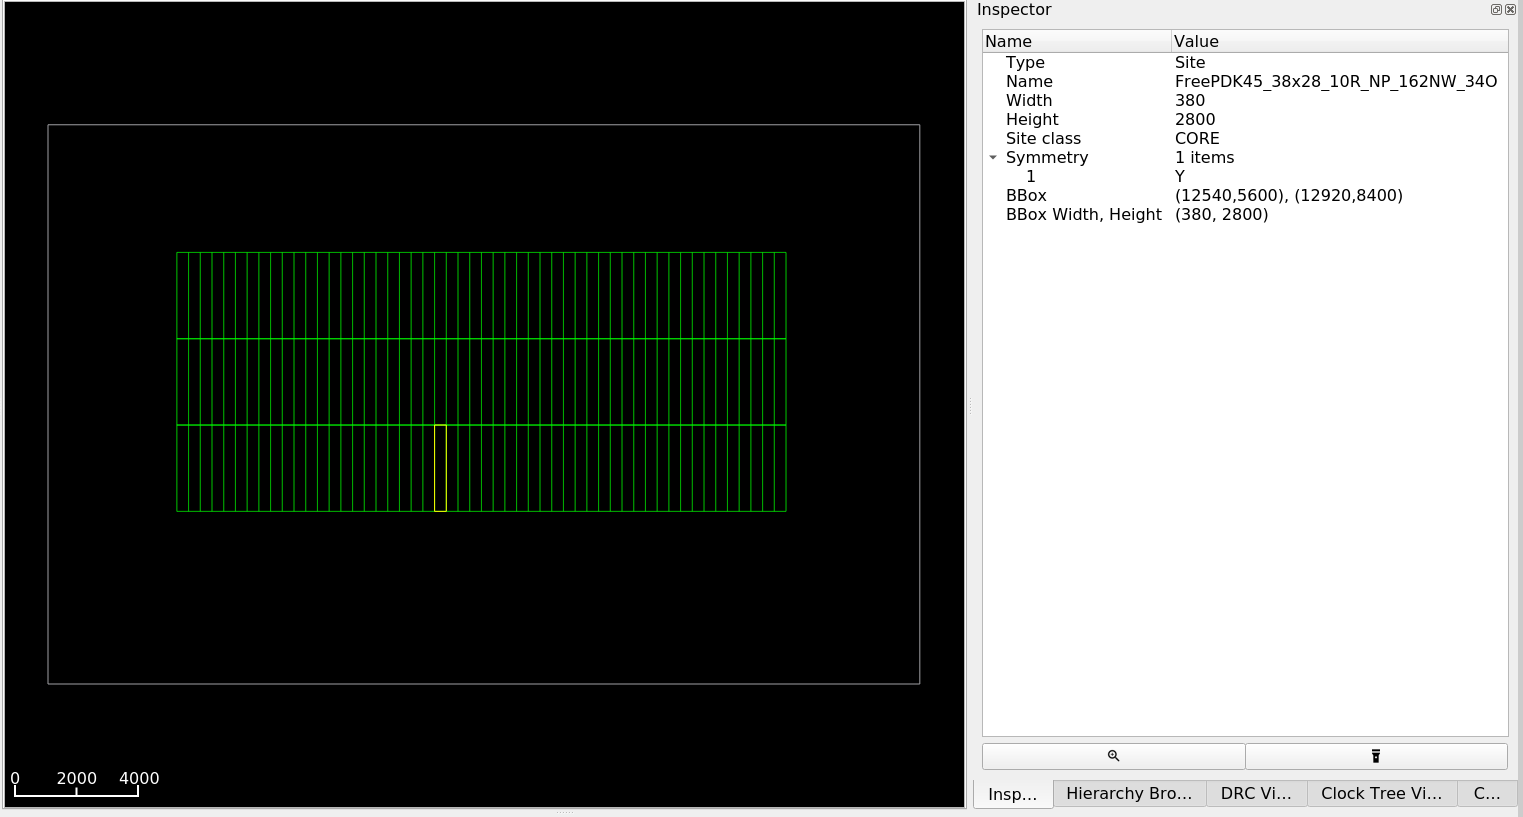 Inspector
Name Value
Type Site
Name FreePDK45_38x28_10R_NP_162NW_34O
Width 380
Height 2800
Site class CORE
Symmetry 1 items
1 Y
BBox (12540,5600), (12920,8400)
BBox Width, Height (380, 2800)
0 2000 4000
Insp... Hierarchy Bro... DRC Vi... Clock Tree Vi... C...